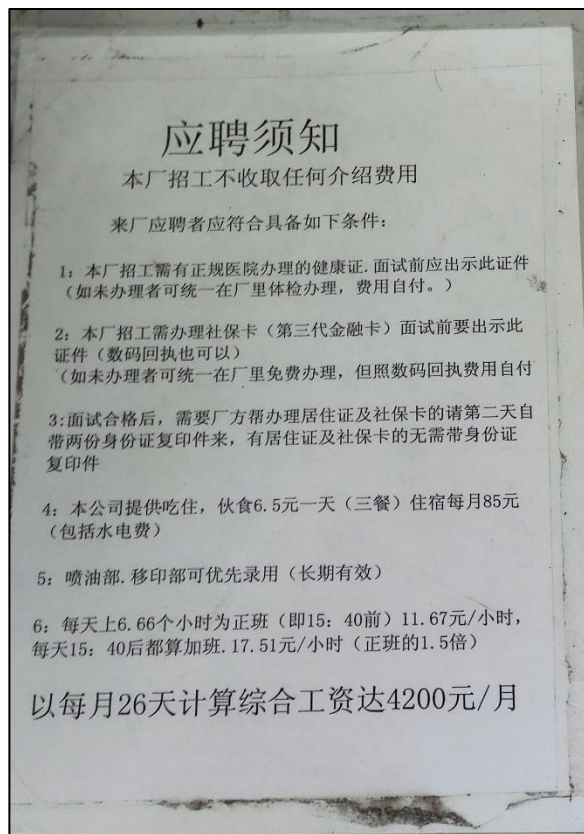 应聘须知
本厂招工不收取任何介绍费用
来厂应聘者应符合具备如下条件：
1：本厂招工需有正规医院办理的健康证.面试前应出示此证件
（如未办理者可统一在厂里体检办理，费用自付。）
2：本厂招工需办理社保卡（第三代金融卡）面试前要出示此
证件（数码回执也可以）
（如未办理者可统一在厂里免费办理，但照数码回执费用自付
3:面试合格后，需要厂方帮办理居住证及社保卡的请第二天自
带两份身份证复印件来，有居住证及社保卡的无需带身份证
复印件
4：本公司提供吃住，伙食6.5元一天（三餐）住宿每月85元
（包括水电费）
5：喷油部.移印部可优先录用（长期有效）
6：每天上6.66个小时为正班（即15：40前）11.67元/小时，
每天15：40后都算加班.17.51元/小时（正班的1.5倍）
以每月26天计算综合工资达4200元/月